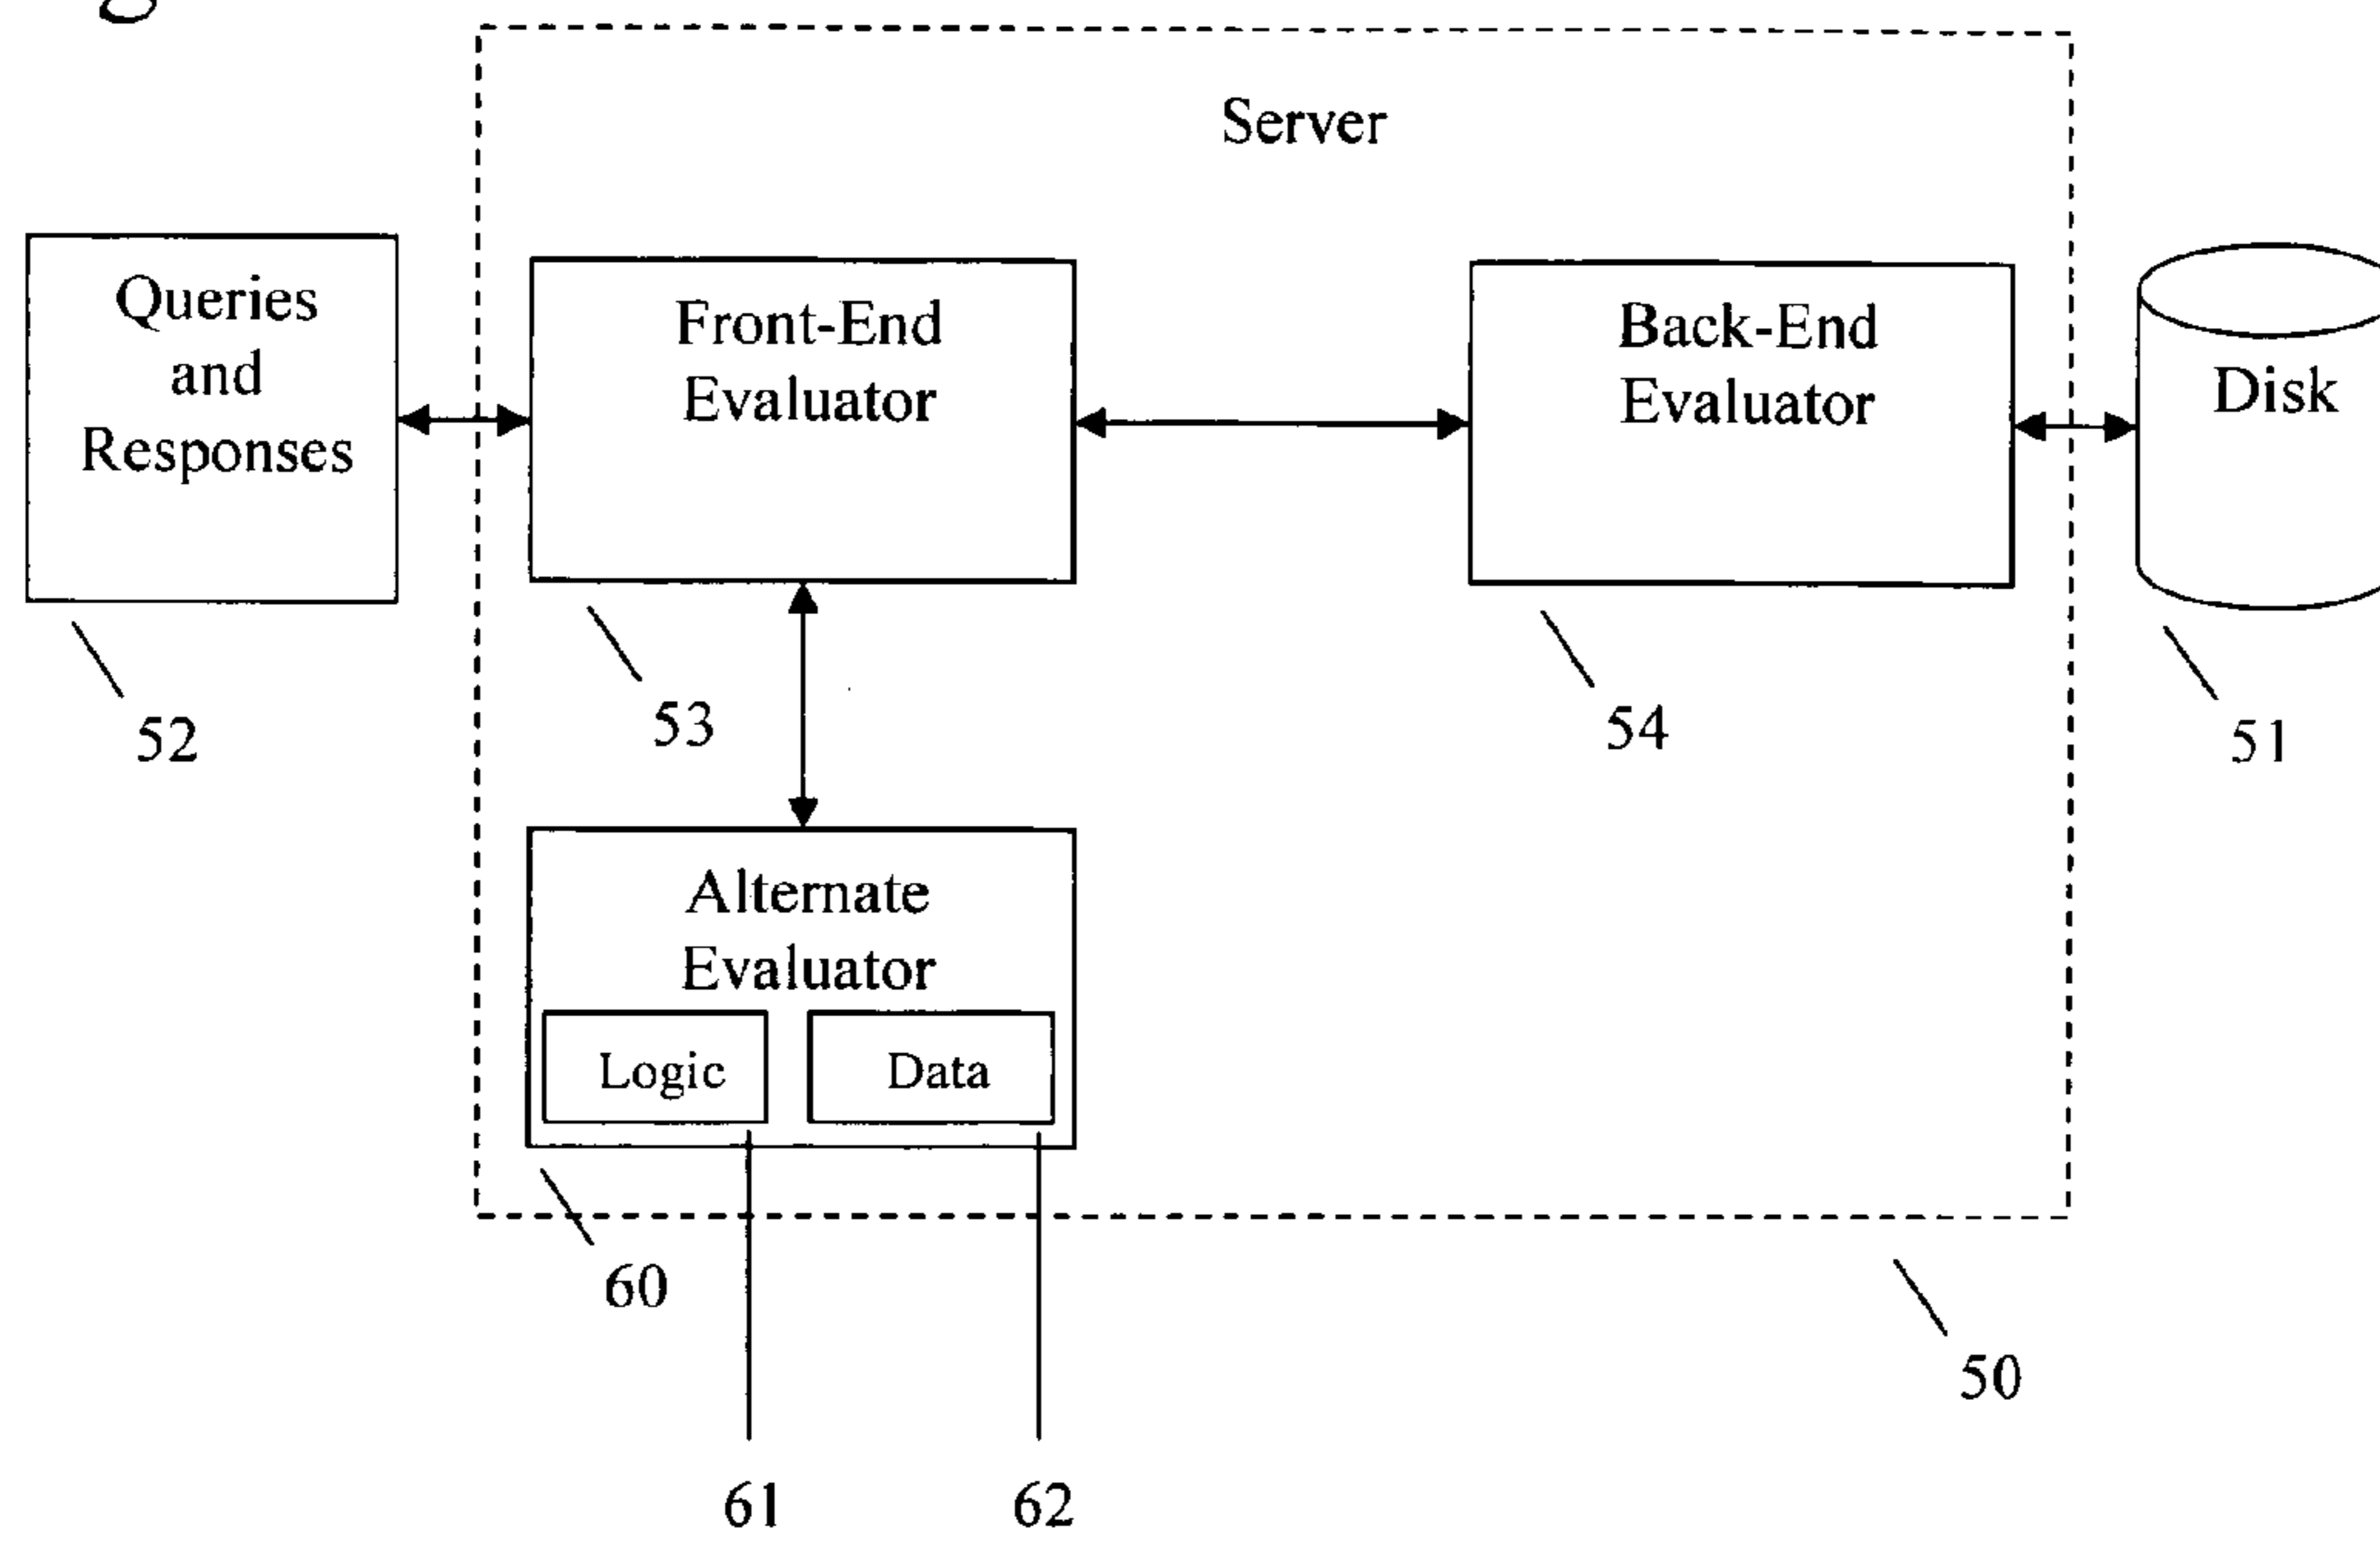 Server
Queries
and
Responses
Front-End
Evaluator
Back-End
Evaluator
Disk
52
53
54
51
Alternate
Evaluator
Logic
Data
60
50
61
62